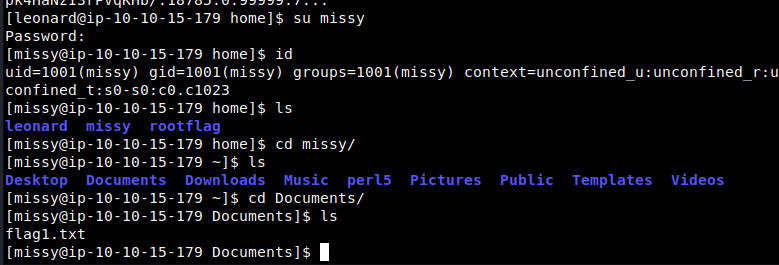 [leonard@ip-10-10-15-179 home]$ su missy
Password:
[missy@ip-10-10-15-179 home]$ id
uid=1001(missy) gid=1001(missy) groups=1001(missy) context=unconfined_u:unconfined_r:u
confined_t:s0-s0:c0.c1023
[missy@ip-10-10-15-179 home]$ ls
leonard missy rootflag
[missy@ip-10-10-15-179 home]$ cd missy/
[missy@ip-10-10-15-179 ~]$ ls
Desktop Documents Downloads Music perl5 Pictures Public Templates Videos
[missy@ip-10-10-15-179 ~]$ cd Documents/
[missy@ip-10-10-15-179 Documents]$ ls
flag1.txt
[missy@ip-10-10-15-179 Documents]$